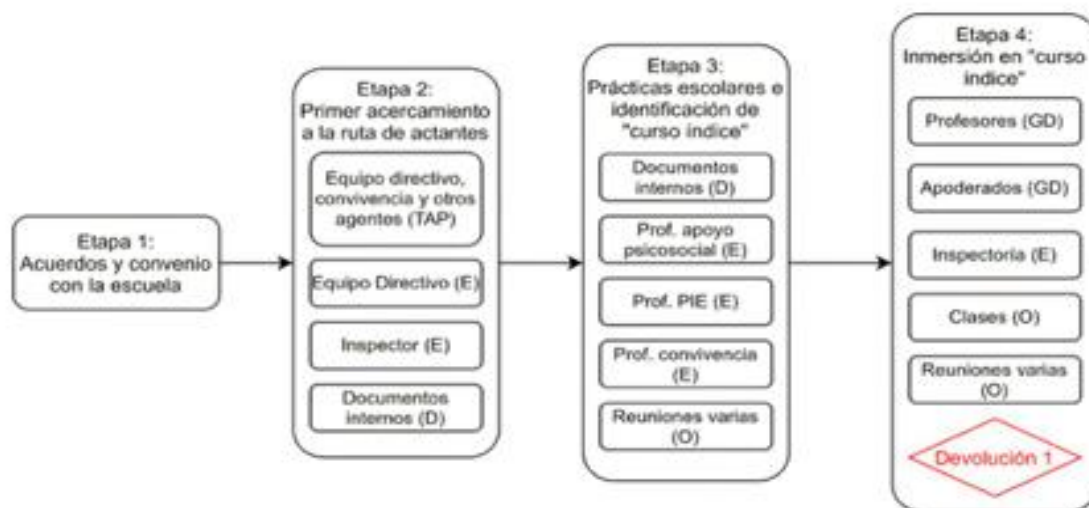 Etapa 1:
Acuerdos y convenio
con la escuela
Etapa 2:
Primer acercamiento
a la ruta de actantes
Equipo directivo,
convivencia y otros
agentes (TAP)
Equipo Directivo (E)
Inspector (E)
Documentos
internos (D)
Etapa 3:
Prácticas escolares e
identificación de
"curso indice"
Documentos
internos (D)
Prof. apoyo
psicosocial (E)
Prof. PIE (E)
Prof. convivencia
(E)
Reuniones varias
(O)
Etapa 4:
Inmersión en "curso
indice"
Profesores (GD)
Apoderados (GD)
Inspectoría (E)
Clases (O)
Reuniones varias
(O)
Devolución 1